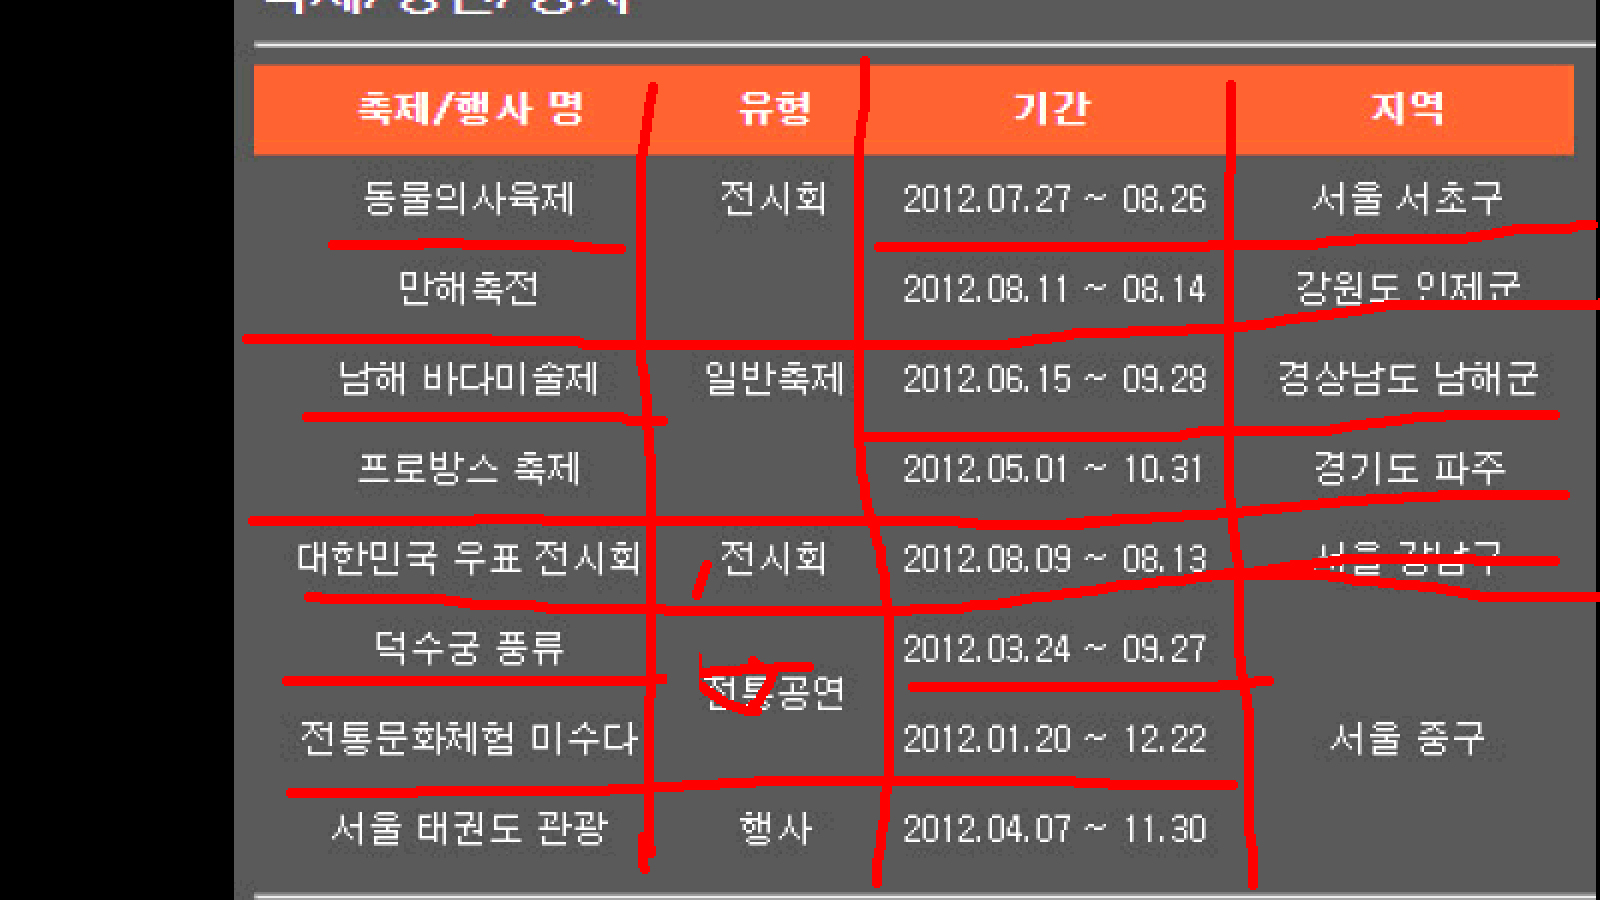 축제/행사 명 유형 기간 지역
동물의사육제 전시회 2012.07.27 ~ 08.26 서울 서초구
만해축전 2012.08.11 ~ 08.14 강원도 인제군
남해 바다미술제 일반축제 2012.06.15 ~ 09.28 경상남도 남해군
프로방스 축제 2012.05.01 ~ 10.31 경기도 파주
대한민국 우표 전시회 전시회 2012.08.09 ~ 08.13 서울 강남구
덕수궁 풍류 2012.03.24 ~ 09.27
전통공연
전통문화체험 미수다 2012.01.20 ~ 12.22 서울 중구
서울 태권도 관광 행사 2012.04.07 ~ 11.30